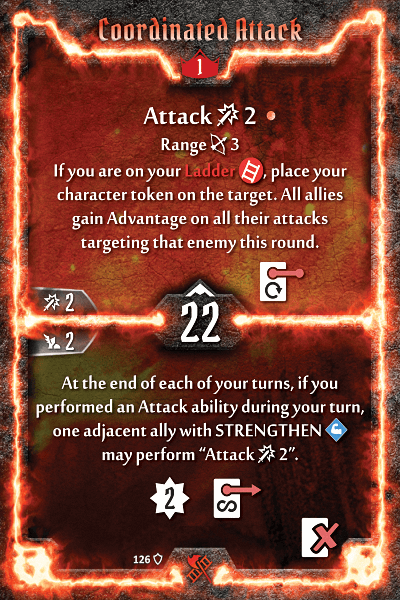 Coordinated Attack
1
Attack 2
Range 3
If you are on your Ladder, place your
character token on the target. All allies
gain Advantage on all their attacks
targeting that enemy this round.
2
22
2
At the end of each of your turns, if you
performed an Attack ability during your turn,
one adjacent ally with STRENGTHEN
may perform “Attack 2”.
2
126